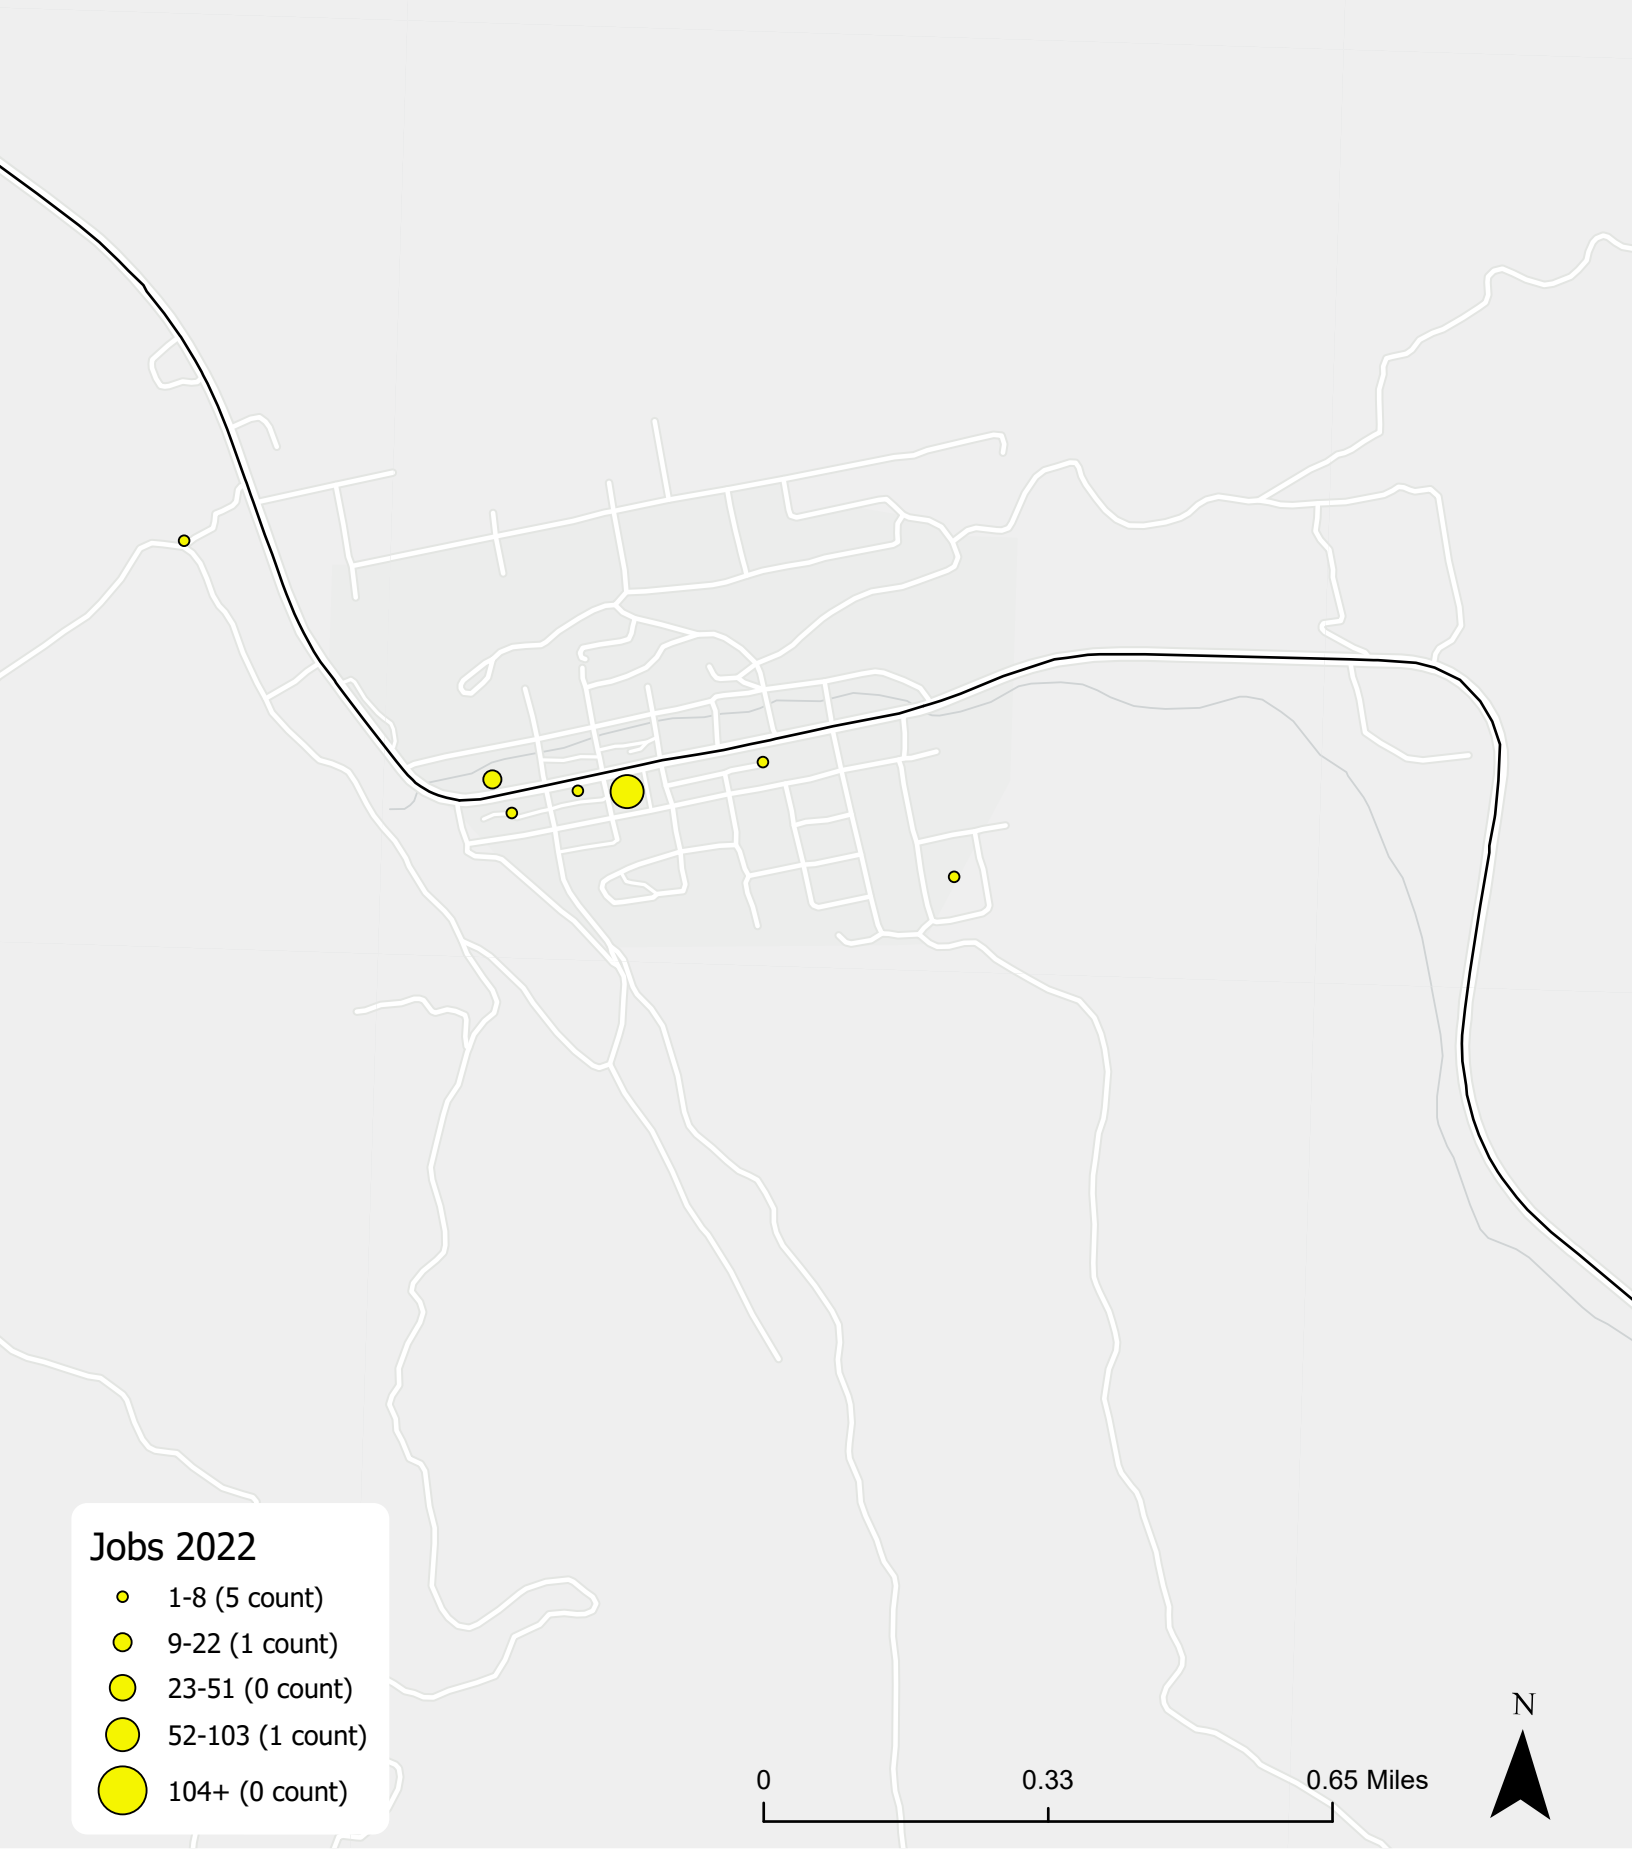 Jobs 2022
1-8 (5 count)
9-22 (1 count)
23-51 (0 count)
52-103 (1 count)
104+ (0 count)
0 0.33 0.65 Miles
N